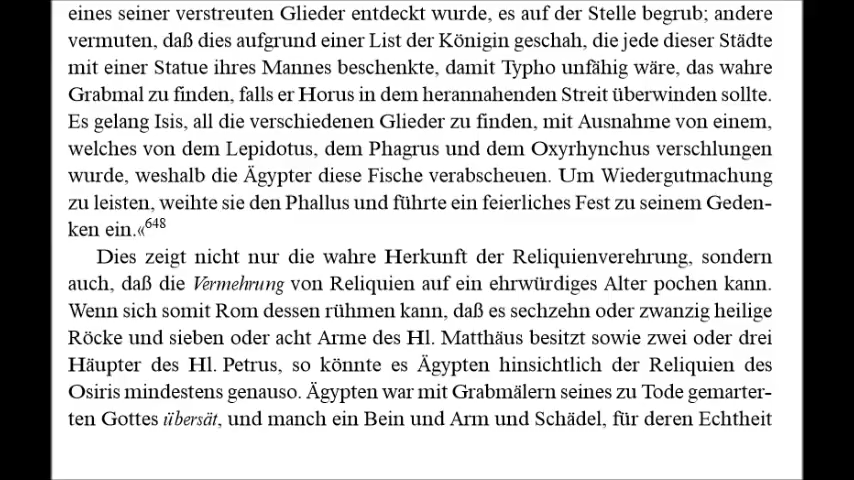 eines seiner verstreuten Glieder entdeckt wurde, es auf der Stelle begrub; andere
vermuten, daß dies aufgrund einer List der Königin geschah, die jede dieser Städte
mit einer Statue ihres Mannes beschenkte, damit Typho unfähig wäre, das wahre
Grabmal zu finden, falls er Horus in dem herannahenden Streit überwinden sollte.
Es gelang Isis, all die verschiedenen Glieder zu finden, mit Ausnahme von einem,
welches von dem Lepidotus, dem Phagrus und dem Oxyrhynchus verschlungen
wurde, weshalb die Ägypter diese Fische verabscheuen. Um Wiedergutmachung
zu leisten, weihte sie den Phallus und führte ein feierliches Fest zu seinem Geden-
ken ein.«648
Dies zeigt nicht nur die wahre Herkunft der Reliquienverehrung, sondern
auch, daß die Vermehrung von Reliquien auf ein ehrwürdiges Alter pochen kann.
Wenn sich somit Rom dessen rühmen kann, daß es sechzehn oder zwanzig heilige
Röcke und sieben oder acht Arme des Hl. Matthäus besitzt sowie zwei oder drei
Häupter des Hl. Petrus, so könnte es Ägypten hinsichtlich der Reliquien des
Osiris mindestens genauso. Ägypten war mit Grabmälern seines zu Tode gemarter-
ten Gottes übersät, und manch ein Bein und Arm und Schädel, für deren Echtheit